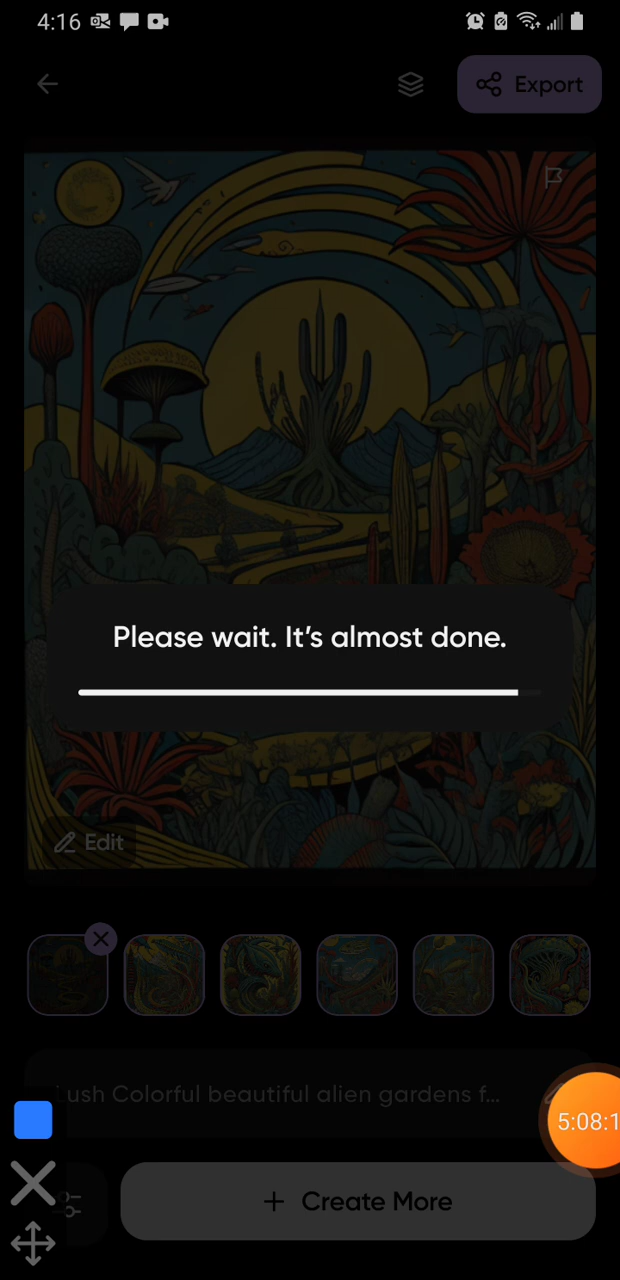 4:16
Export
Please wait. It's almost done.
Edit
ush Colorful beautiful alien gardens f...
5:08:1
+ Create More